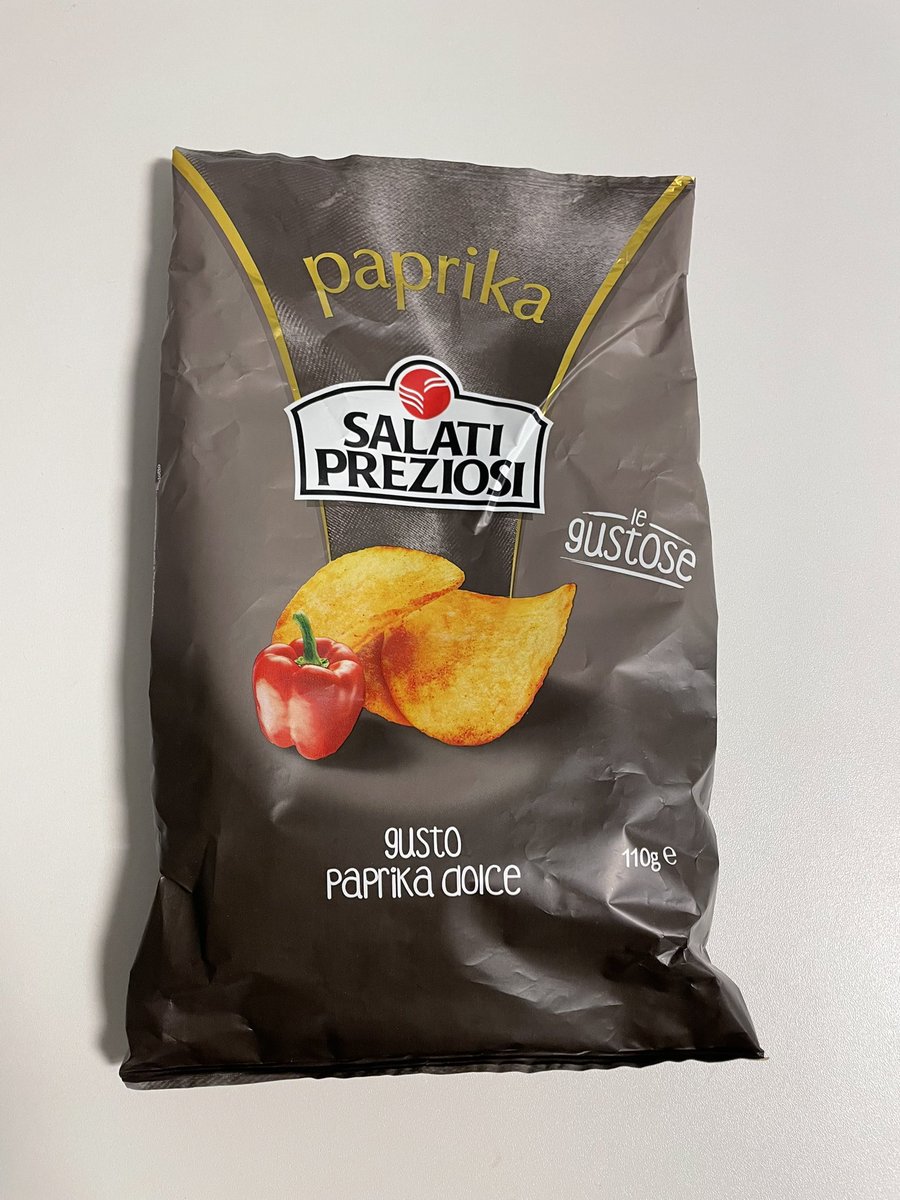 paprika
SALATI
PREZIOSI
le
gustose
gusto
paprika dolce
110g e